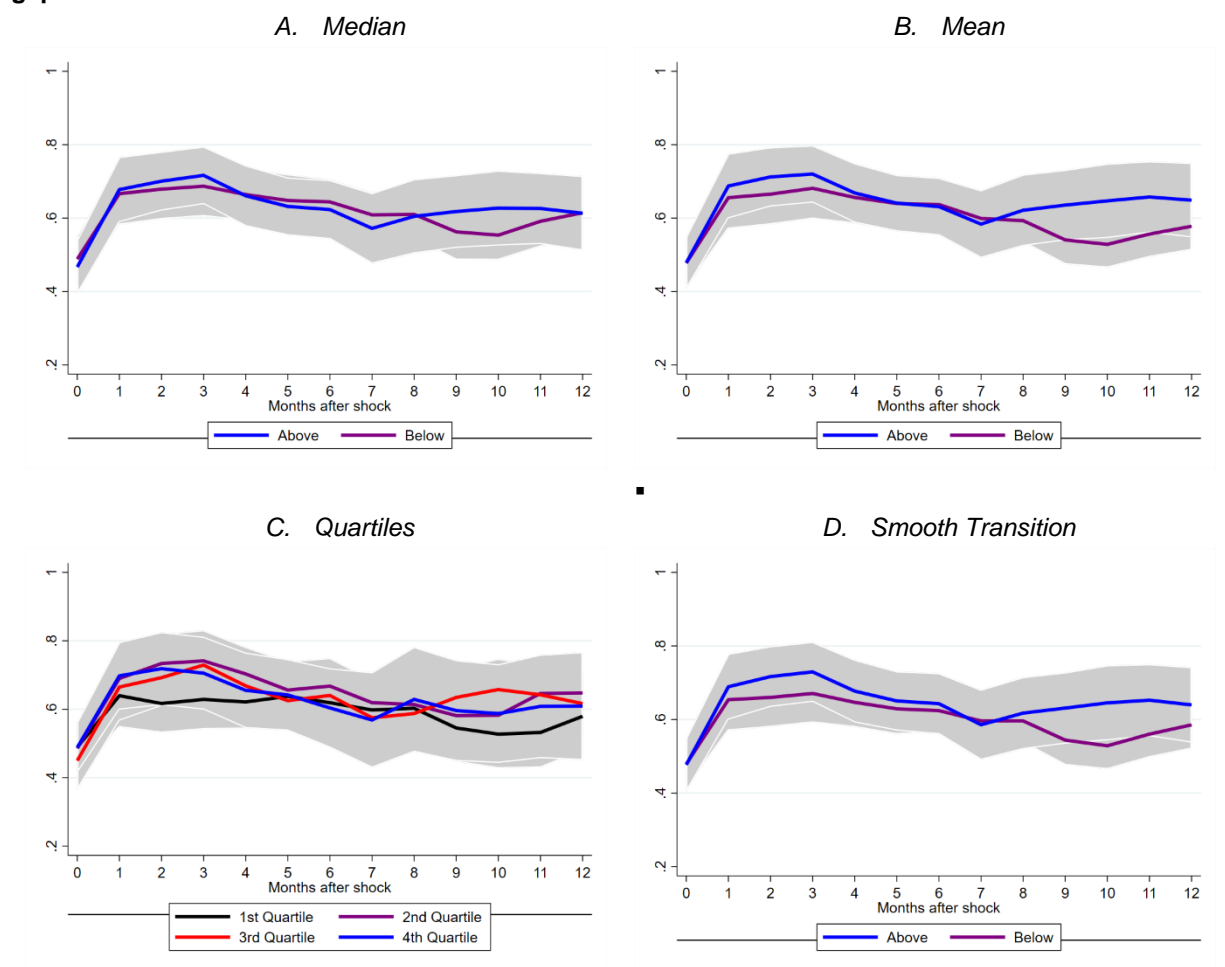 A. Median
B. Mean
1
.8
.6
.4
.2
0 1 2 3 4 5 6 7 8 9 10 11 12
Months after shock
Above Below
1
.8
.6
.4
.2
0 1 2 3 4 5 6 7 8 9 10 11 12
Months after shock
Above Below
C. Quartiles
D. Smooth Transition
1
.8
.6
.4
.2
0 1 2 3 4 5 6 7 8 9 10 11 12
Months after shock
1st Quartile 2nd Quartile
3rd Quartile 4th Quartile
1
.8
.6
.4
.2
0 1 2 3 4 5 6 7 8 9 10 11 12
Months after shock
Above Below